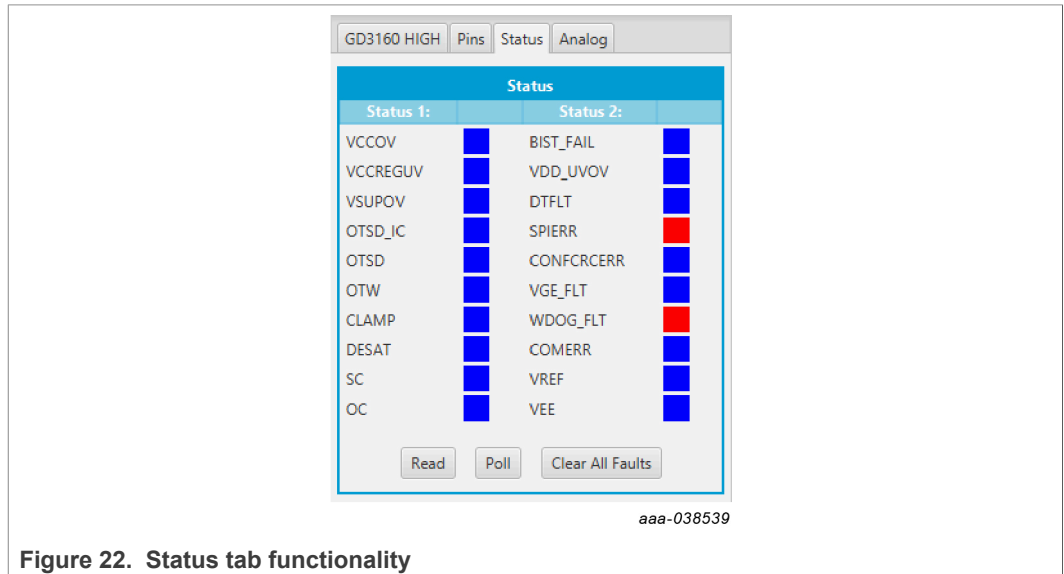 GD3160 HIGH Pins Status Analog
Status
Status 1: Status 2:
VCCOV BIST_FAIL
VCCREGUV VDD_UVOV
VSUPOV DTFLT
OTSD_IC SPIERR
OTSD CONFCRCERR
OTW VGE_FLT
CLAMP WDOG_FLT
DESAT COMERR
SC VREF
OC VEE
Read Poll Clear All Faults
aaa-038539
Figure 22. Status tab functionality